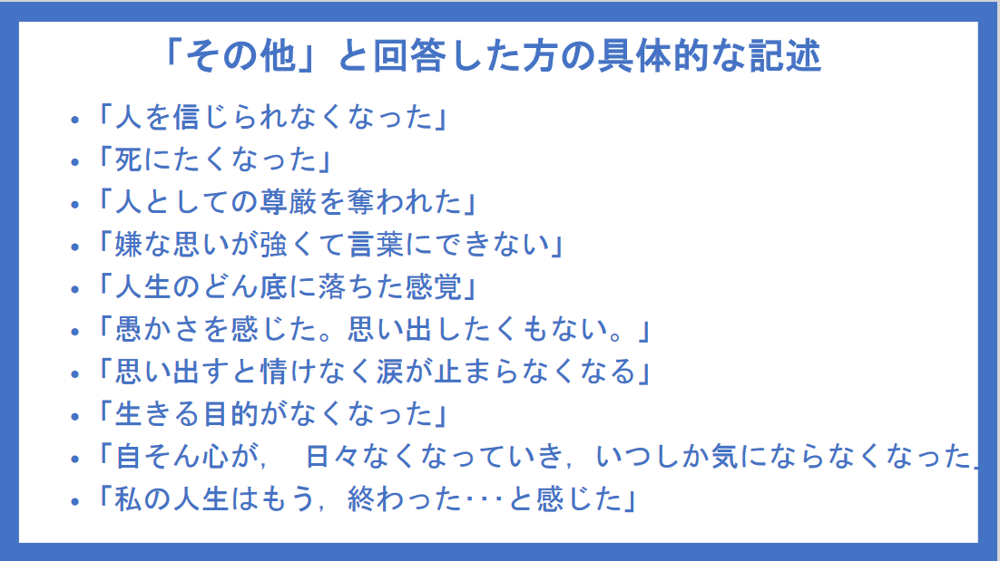 「その他」と回答した方の具体的な記述
•「人を信じられなくなった」
•「死にたくなった」
•「人としての尊厳を奪われた」
•「嫌な思いが強くて言葉にできない」
•「人生のどん底に落ちた感覚」
•「愚かさを感じた。思い出したくもない。」
•「思い出すと情けなく涙が止まらなくなる」
•「生きる目的がなくなった」
•「自そん心が，　日々なくなっていき，いつしか気にならなくなった」
•「私の人生はもう，終わった･･･と感じた」